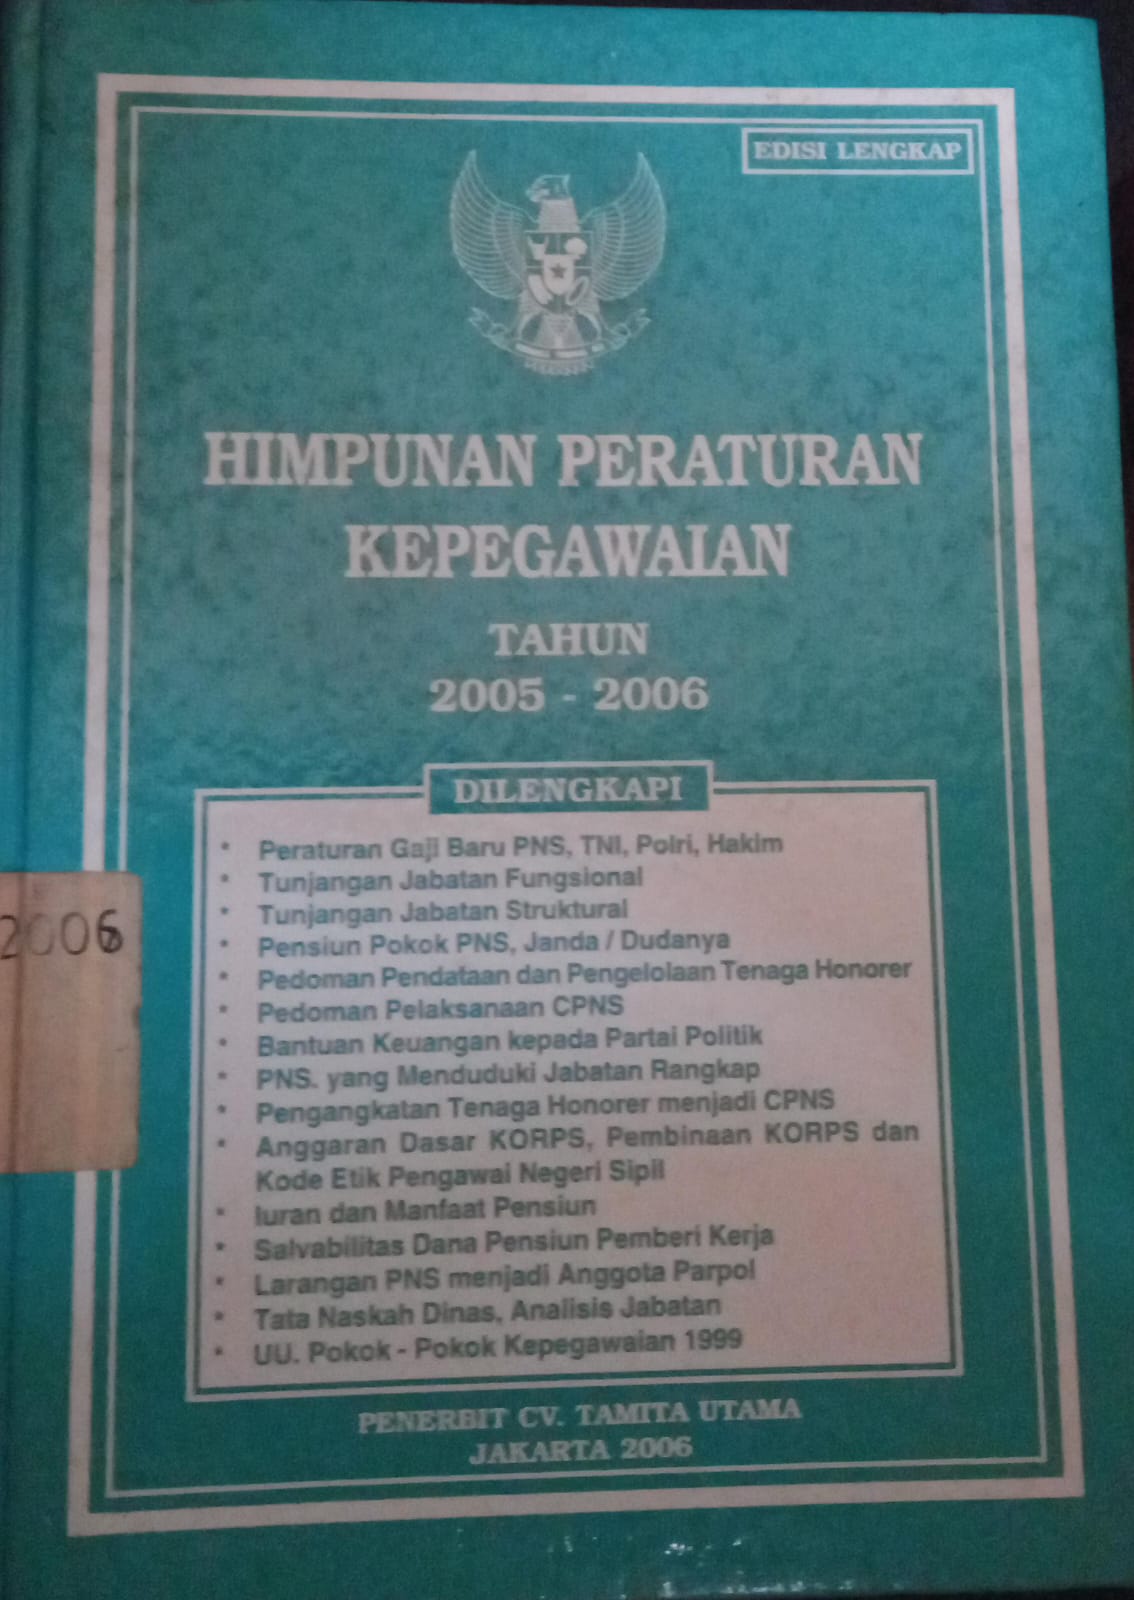 EDISI LENGKAP
HIMPUNAN PERATURAN
KEPEGAWAIAN
TAHUN
2005 - 2006
DILENGKAPI
* Peraturan Gaji Baru PNS, TNI, Polri, Hakim
* Tunjangan Jabatan Fungsional
* Tunjangan Jabatan Struktural
* Pensiun Pokok PNS, Janda / Dudanya
* Pedoman Pendataan dan Pengelolaan Tenaga Honorer
* Pedoman Pelaksanaan CPNS
* Bantuan Keuangan kepada Partai Politik
* PNS. yang Menduduki Jabatan Rangkap
* Pengangkatan Tenaga Honorer menjadi CPNS
* Anggaran Dasar KORPS, Pembinaan KORPS dan
Kode Etik Pengawai Negeri Sipil
* Iuran dan Manfaat Pensiun
* Salvabilitas Dana Pensiun Pemberi Kerja
* Larangan PNS menjadi Anggota Parpol
* Tata Naskah Dinas, Analisis Jabatan
* UU. Pokok - Pokok Kepegawaian 1999
PENERBIT CV. TAMITA UTAMA
JAKARTA 2006
2006